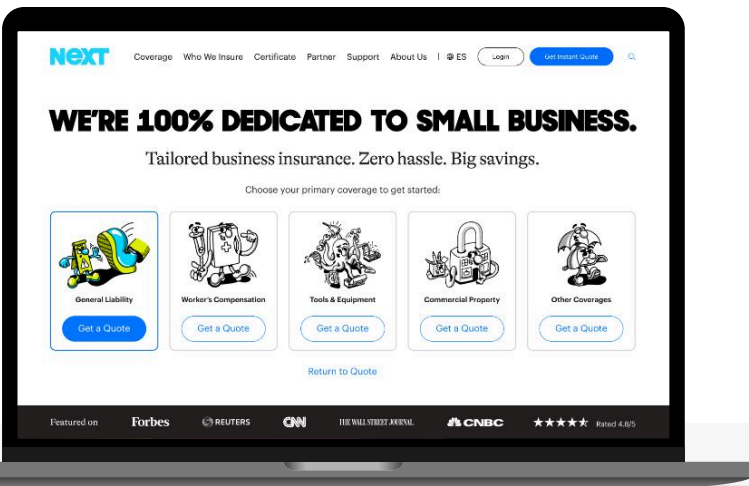 NEXT
Coverage Who We Insure Certificate Partner Support About Us | ES Login Get Instant Quote
WE'RE 100% DEDICATED TO SMALL BUSINESS.
Tailored business insurance. Zero hassle. Big savings.
Choose your primary coverage to get started:
General Liability Worker's Compensation Tools & Equipment Commercial Property Other Coverages
Get a Quote Get a Quote Get a Quote Get a Quote Get a Quote
Return to Quote
Featured on Forbes REUTERS CNN THE WALL STREET JOURNAL. CNBC Rated 4.8/5